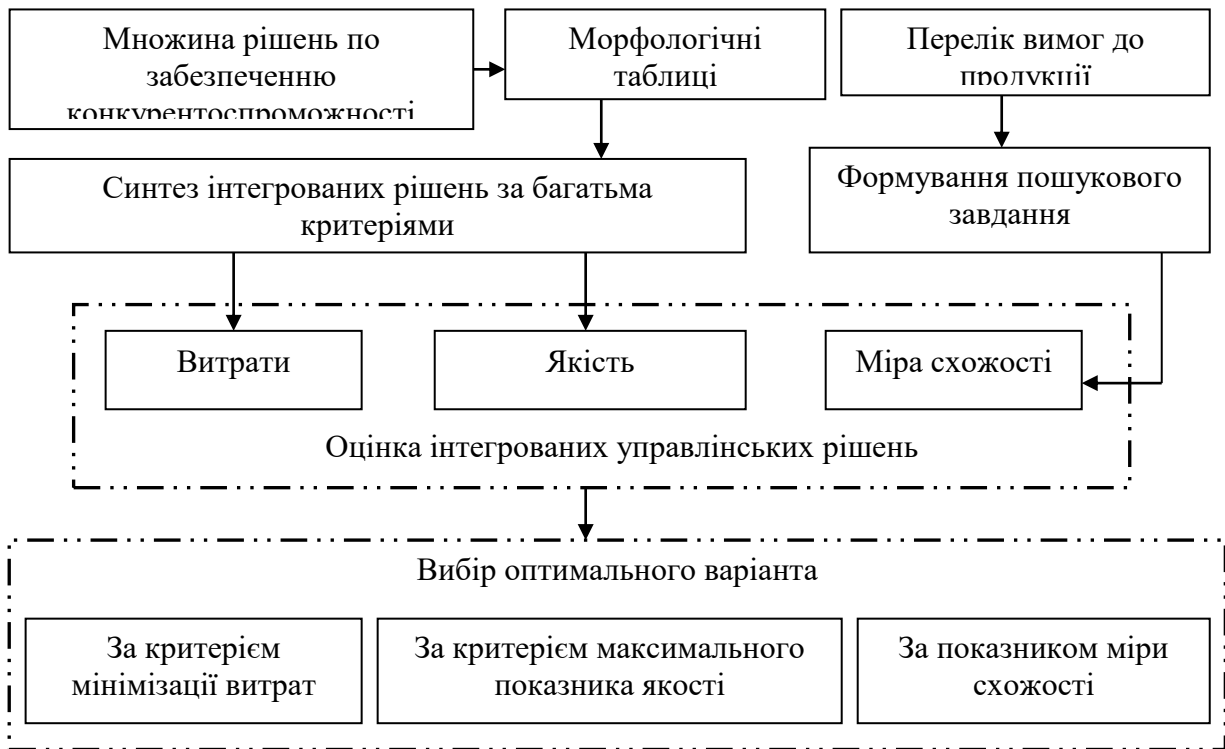 Множина рішень по
забезпеченню
конкурентоспроможності
Морфологічні
таблиці
Перелік вимог до
продукції
Синтез інтегрованих рішень за багатьма
критеріями
Формування пошукового
завдання
Витрати
Якість
Міра схожості
Оцінка інтегрованих управлінських рішень
Вибір оптимального варіанта
За критерієм
мінімізації витрат
За критерієм максимального
показника якості
За показником міри
схожості